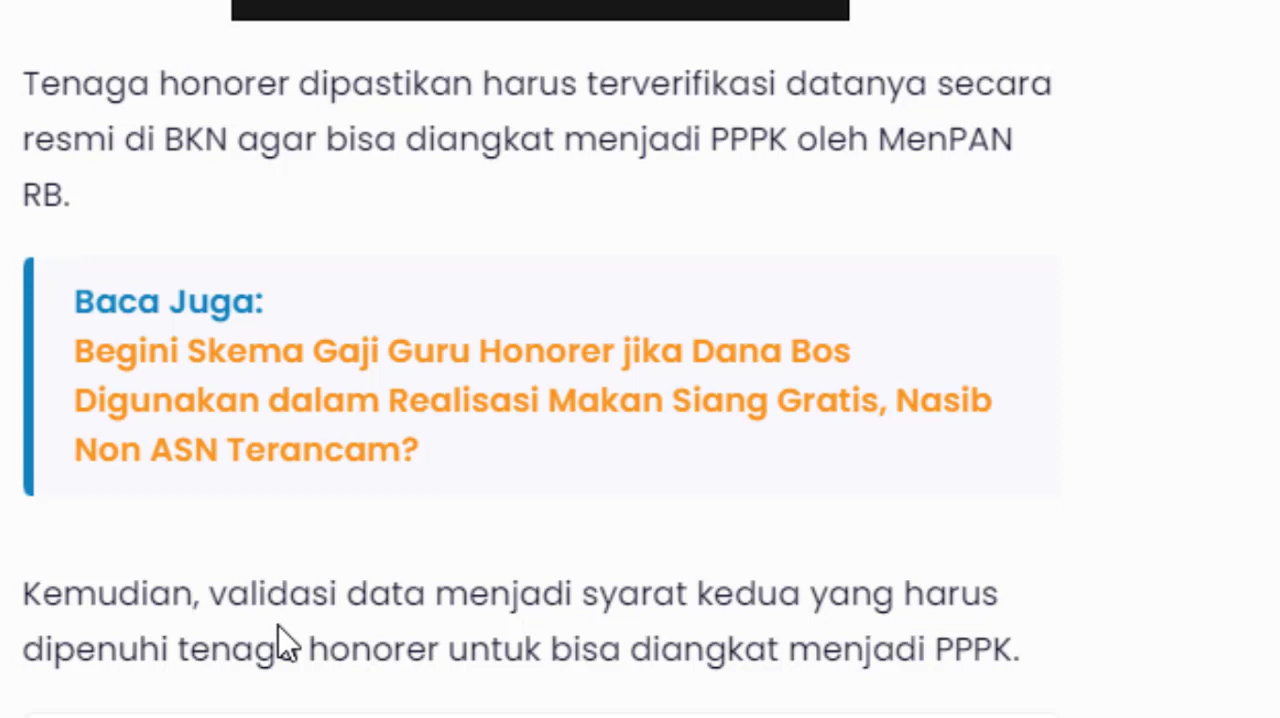 Tenaga honorer dipastikan harus terverifikasi datanya secara
resmi di BKN agar bisa diangkat menjadi PPPK oleh MenPAN
RB.
Baca Juga:
Begini Skema Gaji Guru Honorer jika Dana Bos
Digunakan dalam Realisasi Makan Siang Gratis, Nasib
Non ASN Terancam?
Kemudian, validasi data menjadi syarat kedua yang harus
dipenuhi tenaga honorer untuk bisa diangkat menjadi PPPK.